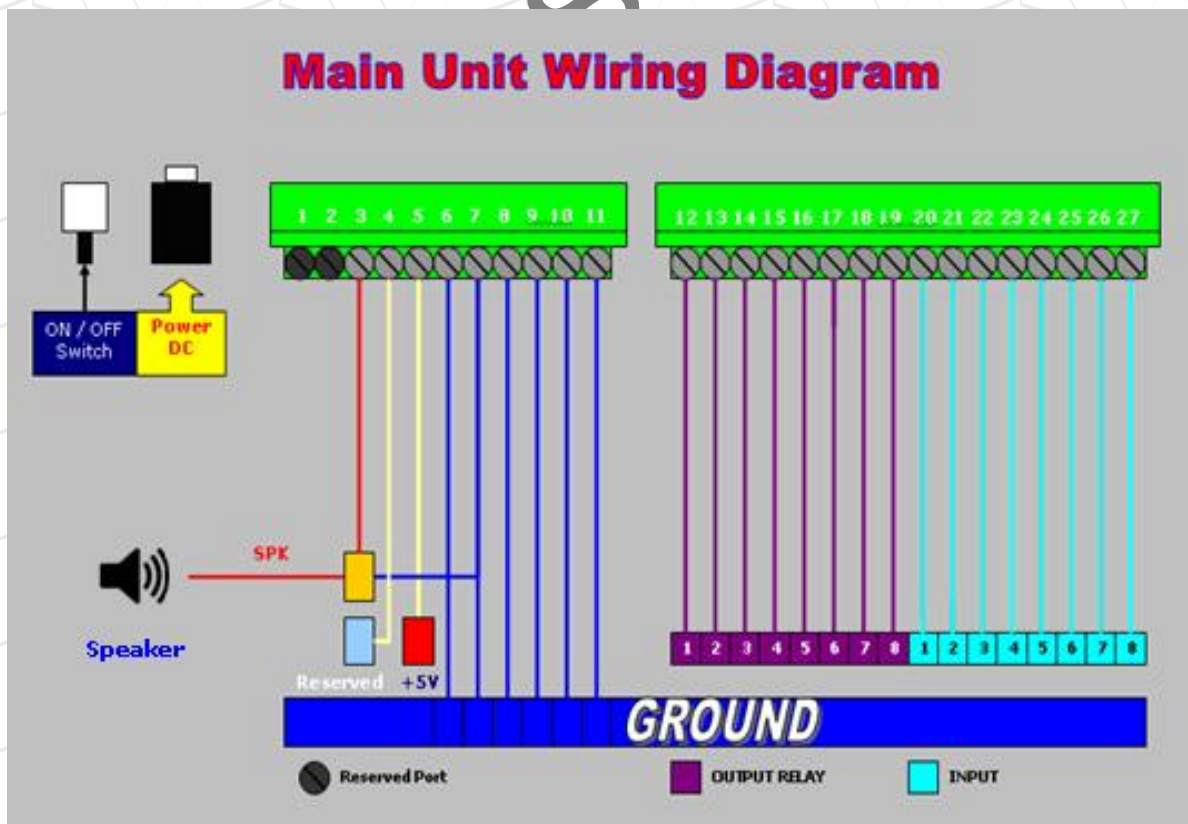 Main Unit Wiring Diagram
1 2 3 4 5 6 7 8 9 10 11
12 13 14 15 16 17 18 19 20 21 22 23 24 25 26 27
ON / OFF
Switch
Power
DC
SPK
Speaker
Reserved
+5V
1 2 3 4 5 6 7 8 1 2 3 4 5 6 7 8
GROUND
Reserved Port
OUTPUT RELAY
INPUT